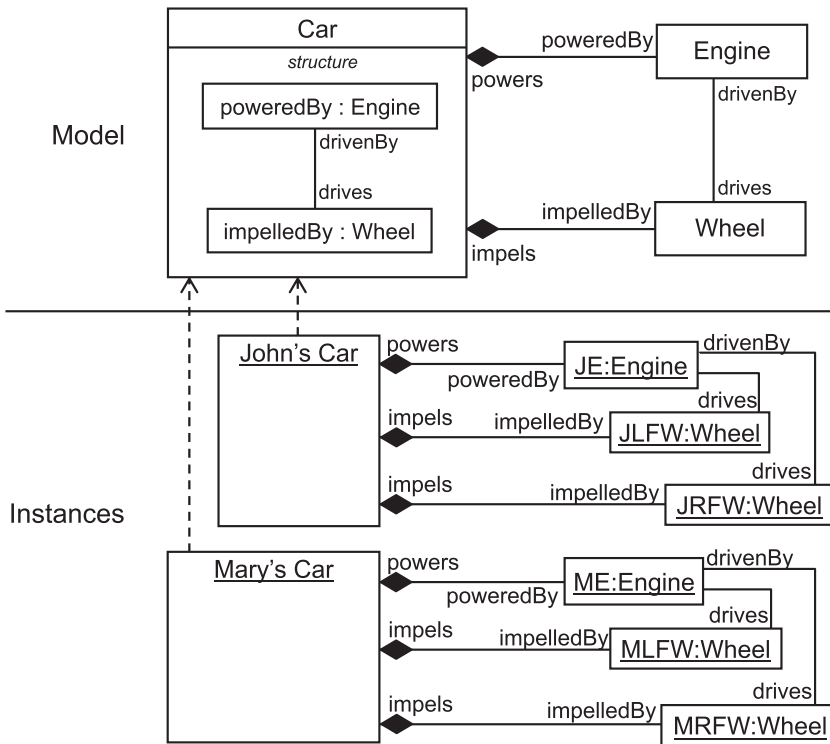 Car
structure
poweredBy : Engine
drivenBy
drives
impelledBy : Wheel
poweredBy
powers
Engine
drivenBy
drives
impelledBy
impels
Wheel
Model
Instances
John's Car
powers
poweredBy
JE:Engine
drivenBy
drives
impels
impelledBy
JLFW:Wheel
drives
impels
impelledBy
JRFW:Wheel
Mary's Car
powers
poweredBy
ME:Engine
drivenBy
drives
impels
impelledBy
MLFW:Wheel
drives
impels
impelledBy
MRFW:Wheel